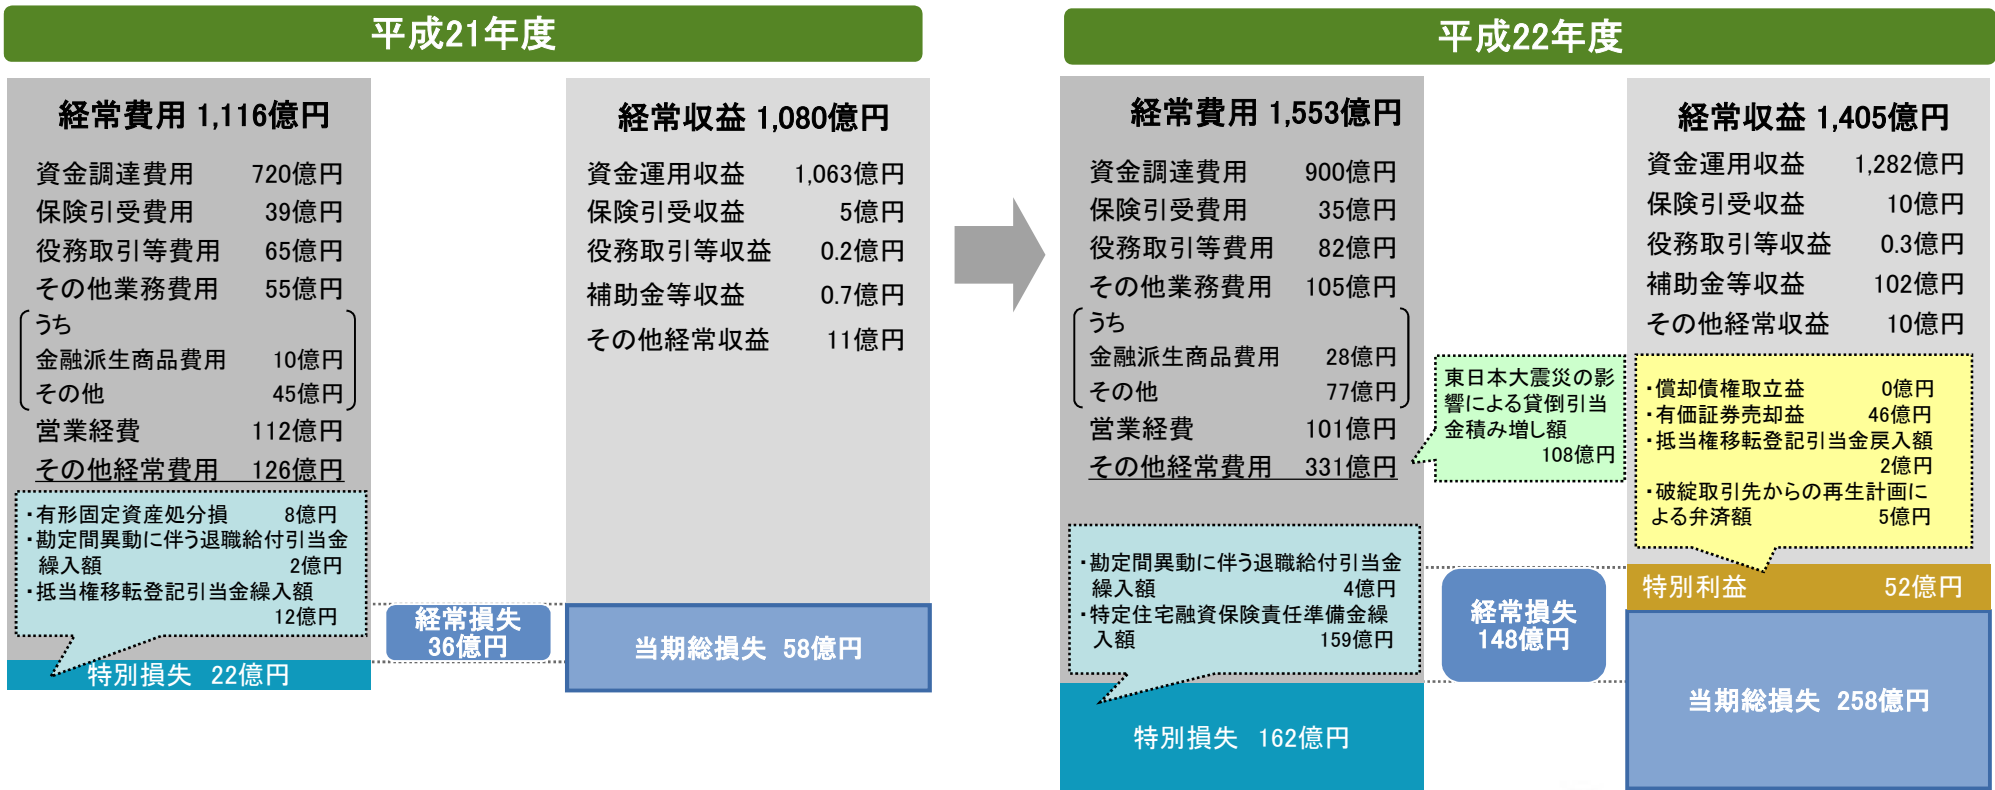 平成21年度
経常費用 1,116億円
資金調達費用 720億円
保険引受費用 39億円
役務取引等費用 65億円
その他業務費用 55億円
うち
金融派生商品費用 10億円
その他 45億円
営業経費 112億円
その他経常費用 126億円
・有形固定資産処分損 8億円
・勘定間異動に伴う退職給付引当金
繰入額 2億円
・抵当権移転登記引当金繰入額
12億円
特別損失 22億円
経常損失
36億円
経常収益 1,080億円
資金運用収益 1,063億円
保険引受収益 5億円
役務取引等収益 0.2億円
補助金等収益 0.7億円
その他経常収益 11億円
当期総損失 58億円
平成22年度
経常費用 1,553億円
資金調達費用 900億円
保険引受費用 35億円
役務取引等費用 82億円
その他業務費用 105億円
うち
金融派生商品費用 28億円
その他 77億円
営業経費 101億円
その他経常費用 331億円
東日本大震災の影
響による貸倒引当
金積み増し額
108億円
・勘定間異動に伴う退職給付引当金
繰入額 4億円
・特定住宅融資保険責任準備金繰
入額 159億円
特別損失 162億円
経常損失
148億円
経常収益 1,405億円
資金運用収益 1,282億円
保険引受収益 10億円
役務取引等収益 0.3億円
補助金等収益 102億円
その他経常収益 10億円
・償却債権取立益 0億円
・有価証券売却益 46億円
・抵当権移転登記引当金戻入額
2億円
・破綻取引先からの再生計画に
よる弁済額 5億円
特別利益 52億円
当期総損失 258億円